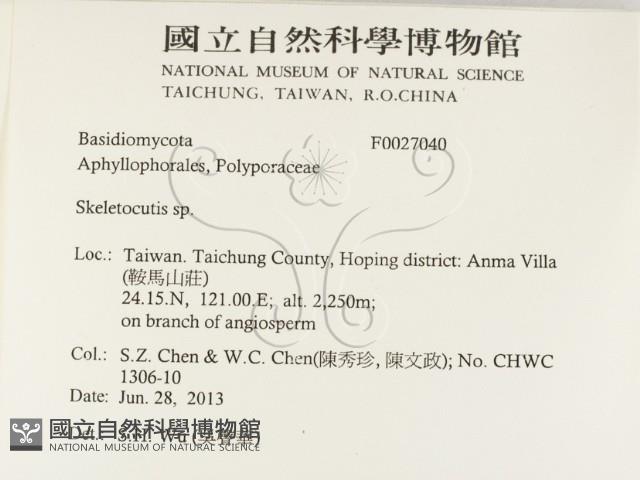 國立自然科學博物館
NATIONAL MUSEUM OF NATURAL SCIENCE
TAICHUNG, TAIWAN, R.O.CHINA
Basidiomycota F0027040
Aphyllophorales, Polyporaceae
Skeletocutis sp.
Loc.: Taiwan. Taichung County, Hoping district: Anma Villa
(鞍馬山莊)
24.15.N, 121.00.E; alt. 2,250m;
on branch of angiosperm
Col.: S.Z. Chen & W.C. Chen(陳秀珍, 陳文政); No. CHWC
1306-10
Date: Jun. 28, 2013
Det.: S.H. Wu
國立自然科學博物館
NATIONAL MUSEUM OF NATURAL SCIENCE